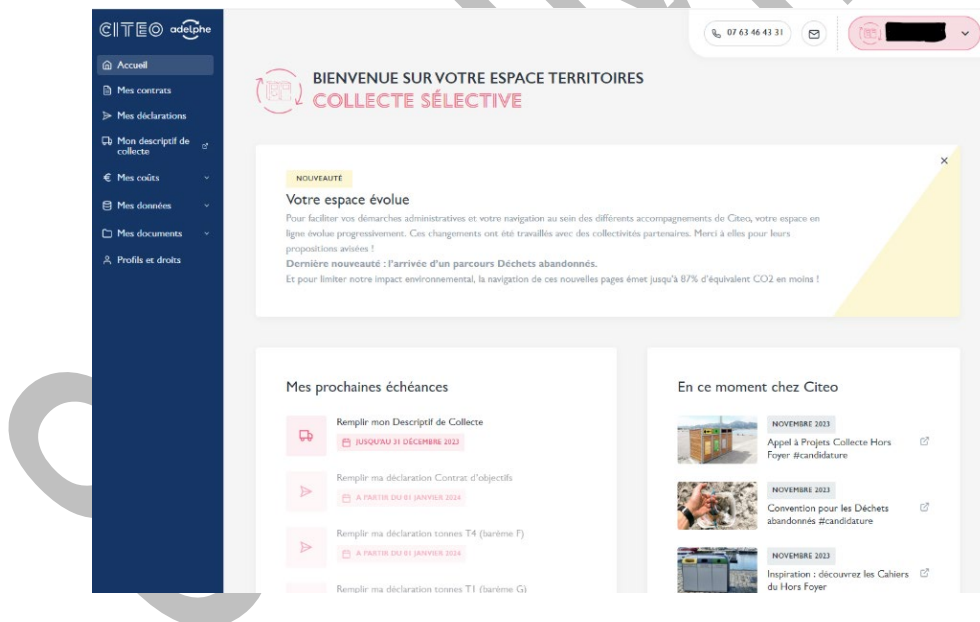 CITEO adelphe
07 63 46 43 31
Accueil
Mes contrats
Mes déclarations
Mon descriptif de
collecte
Mes coûts
Mes données
Mes documents
Profils et droits
BIENVENUE SUR VOTRE ESPACE TERRITOIRES
COLLECTE SÉLECTIVE
NOUVEAUTÉ
Votre espace évolue
Pour faciliter vos démarches administratives et votre navigation au sein des différents accompagnements de Citeo, votre espace en
ligne évolue progressivement. Ces changements ont été travaillés avec des collectivités partenaires. Merci à elles pour leurs
propositions avisées !
Dernière nouveauté : l'arrivée d'un parcours Déchets abandonnés.
Et pour limiter notre impact environnemental, la navigation de ces nouvelles pages émet jusqu'à 87% d'équivalent CO2 en moins !
Mes prochaines échéances
Remplir mon Descriptif de Collecte
JUSQU'AU 31 DÉCEMBRE 2023
Remplir ma déclaration Contrat d'objectifs
A PARTIR DU 01 JANVIER 2024
Remplir ma déclaration tonnes T4 (barème F)
A PARTIR DU 01 JANVIER 2024
Remplir ma déclaration tonnes T1 (barème G)
En ce moment chez Citeo
NOVEMBRE 2023
Appel à Projets Collecte Hors
Foyer #candidature
NOVEMBRE 2023
Convention pour les Déchets
abandonnés #candidature
NOVEMBRE 2023
Inspiration : découvrez les Cahiers
du Hors Foyer